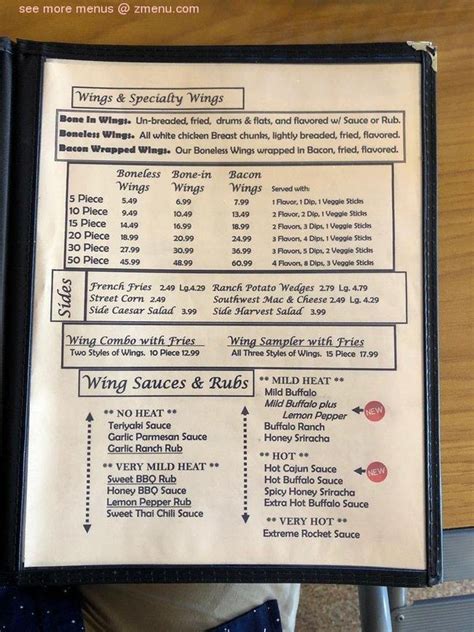 see more menus @ zmenu.com
Wings & Specialty Wings
Bone In Wings. Un-breaded, fried, drums & flats, and flavored w/ Sauce or Rub.
Boneless Wings. All white chicken Breast chunks, lightly breaded, fried, flavored.
Bacon Wrapped Wings. Our Boneless Wings wrapped in Bacon, fried, flavored.
Boneless Wings Bone-in Wings Bacon Wings Served with:
5 Piece 5.49 6.99 7.99 1 Flavor, 1 Dip, 1 Veggie Sticks
10 Piece 9.49 10.49 13.49 2 Flavor, 2 Dip, 1 Veggie Sticks
15 Piece 14.49 16.99 18.99 2 Flavors, 3 Dips, 1 Veggie Sticks
20 Piece 18.99 20.99 24.99 3 Flavors, 4 Dips, 1 Veggie Sticks
30 Piece 27.99 30.99 36.99 3 Flavors, 5 Dips, 2 Veggie Sticks
50 Piece 45.99 48.99 60.99 4 Flavors, 8 Dips, 3 Veggie Sticks
Sides
French Fries 2.49 Lg.4.29 Ranch Potato Wedges 2.79 Lg. 4.79
Street Corn 2.49 Southwest Mac & Cheese 2.49 Lg. 4.29
Side Caesar Salad 3.99 Side Harvest Salad 3.99
Wing Combo with Fries
Two Styles of Wings. 10 Piece 12.99
Wing Sampler with Fries
All Three Styles of Wings. 15 Piece 17.99
Wing Sauces & Rubs
** NO HEAT **
Teriyaki Sauce
Garlic Parmesan Sauce
Garlic Ranch Rub
** VERY MILD HEAT **
Sweet BBQ Rub
Honey BBQ Sauce
Lemon Pepper Rub
Sweet Thai Chili Sauce
** MILD HEAT **
Mild Buffalo
Mild Buffalo plus
Lemon Pepper NEW
Buffalo Ranch
Honey Sriracha
** HOT **
Hot Cajun Sauce NEW
Hot Buffalo Sauce
Spicy Honey Sriracha
Extra Hot Buffalo Sauce
** VERY HOT **
Extreme Rocket Sauce